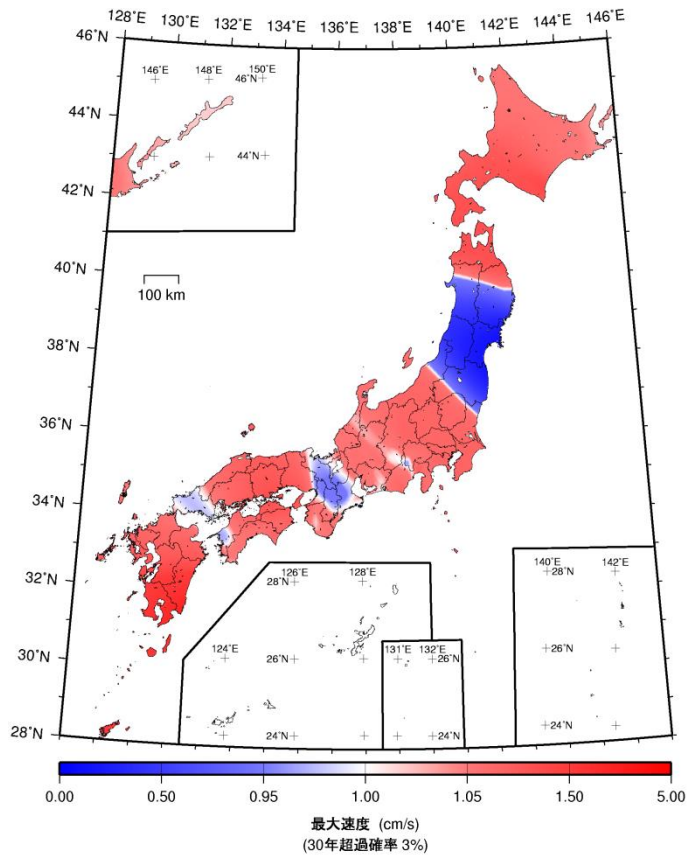 128˚E 130˚E 132˚E 134˚E 136˚E 138˚E 140˚E 142˚E 144˚E 146˚E
46˚N
146˚E 148˚E 150˚E
46˚N
44˚N
44˚N
42˚N
40˚N
100 km
38˚N
36˚N
34˚N
32˚N
126˚E 128˚E
28˚N
140˚E 142˚E
28˚N
30˚N
124˚E
26˚N
131˚E 132˚E
26˚N
26˚N
28˚N
24˚N
24˚N
24˚N
0.00 0.50 0.95 1.00 1.05 1.50 5.00
最大速度 (cm/s)
(30年超過確率 3%)